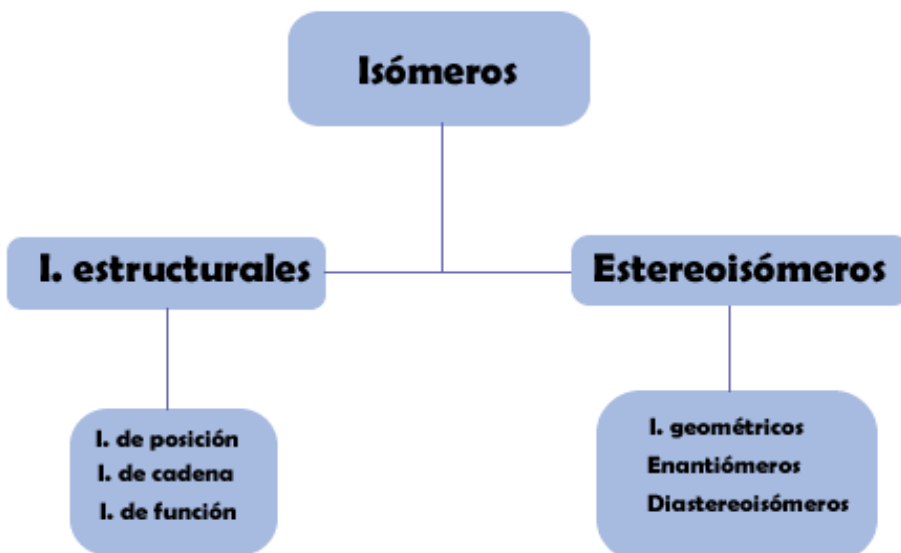 Isómeros
I. estructurales
Estereoisómeros
I. de posición
I. de cadena
I. de función
I. geométricos
Enantiómeros
Diastereoisómeros